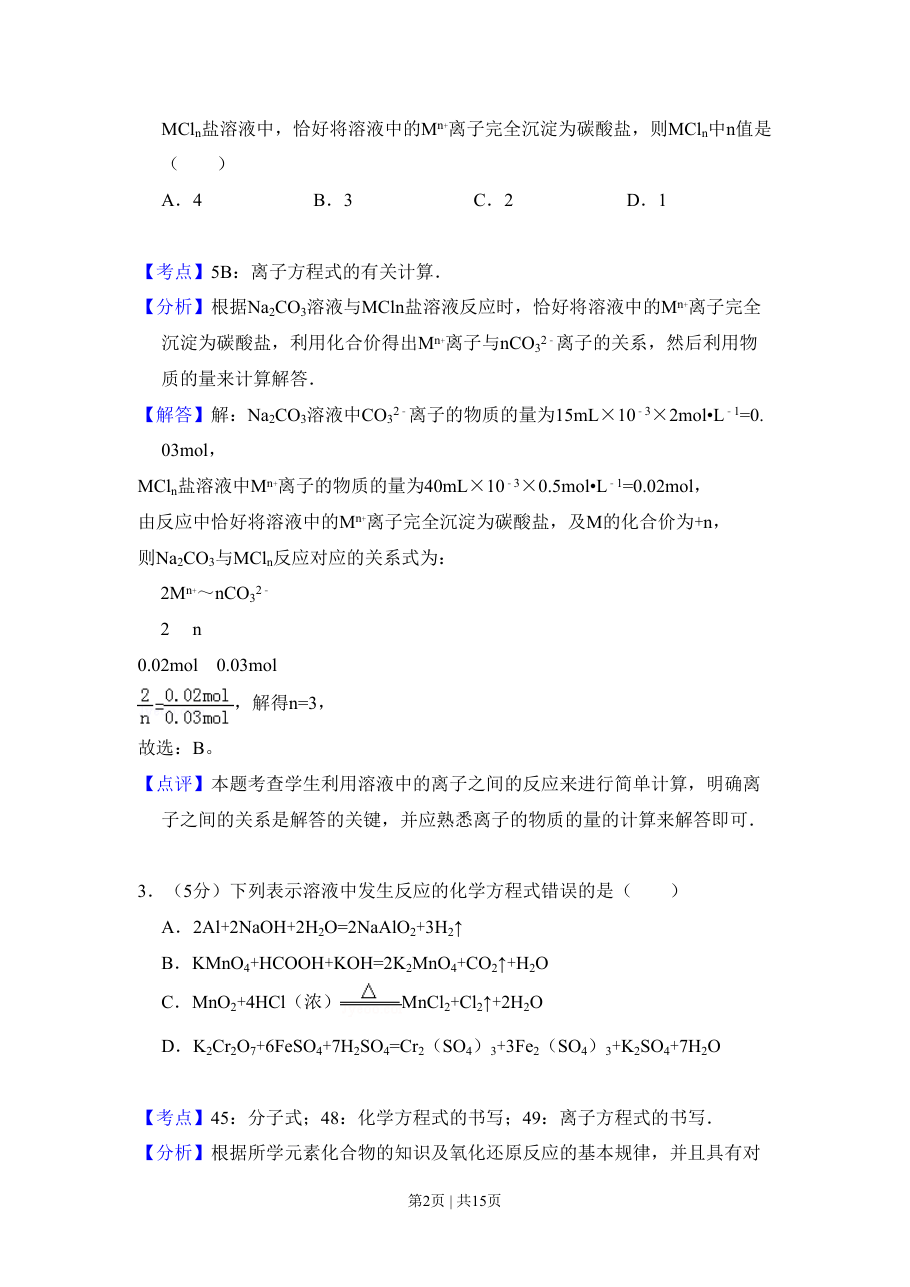 MClₙ盐溶液中，恰好将溶液中的Mⁿ⁺离子完全沉淀为碳酸盐，则MClₙ中n值是
（　　）
A．4　B．3　C．2　D．1
【考点】5B：离子方程式的有关计算．
【分析】根据Na₂CO₃溶液与MCln盐溶液反应时，恰好将溶液中的Mⁿ⁺离子完全
沉淀为碳酸盐，利用化合价得出Mⁿ⁺离子与nCO₃²⁻离子的关系，然后利用物
质的量来计算解答．
【解答】解：Na₂CO₃溶液中CO₃²⁻离子的物质的量为15mL×10⁻³×2mol•L⁻¹=0.
03mol，
MClₙ盐溶液中Mⁿ⁺离子的物质的量为40mL×10⁻³×0.5mol•L⁻¹=0.02mol，
由反应中恰好将溶液中的Mⁿ⁺离子完全沉淀为碳酸盐，及M的化合价为+n，
则Na₂CO₃与MClₙ反应对应的关系式为：
2Mⁿ⁺～nCO₃²⁻
2　n
0.02mol　0.03mol
2/n=0.02mol/0.03mol，解得n=3，
故选：B。
【点评】本题考查学生利用溶液中的离子之间的反应来进行简单计算，明确离
子之间的关系是解答的关键，并应熟悉离子的物质的量的计算来解答即可．
3．（5分）下列表示溶液中发生反应的化学方程式错误的是（　　）
A．2Al+2NaOH+2H₂O=2NaAlO₂+3H₂↑
B．KMnO₄+HCOOH+KOH=2K₂MnO₄+CO₂↑+H₂O
C．MnO₂+4HCl（浓）=△=MnCl₂+Cl₂↑+2H₂O
D．K₂Cr₂O₇+6FeSO₄+7H₂SO₄=Cr₂（SO₄）₃+3Fe₂（SO₄）₃+K₂SO₄+7H₂O
【考点】45：分子式；48：化学方程式的书写；49：离子方程式的书写．
【分析】根据所学元素化合物的知识及氧化还原反应的基本规律，并且具有对
第2页 | 共15页